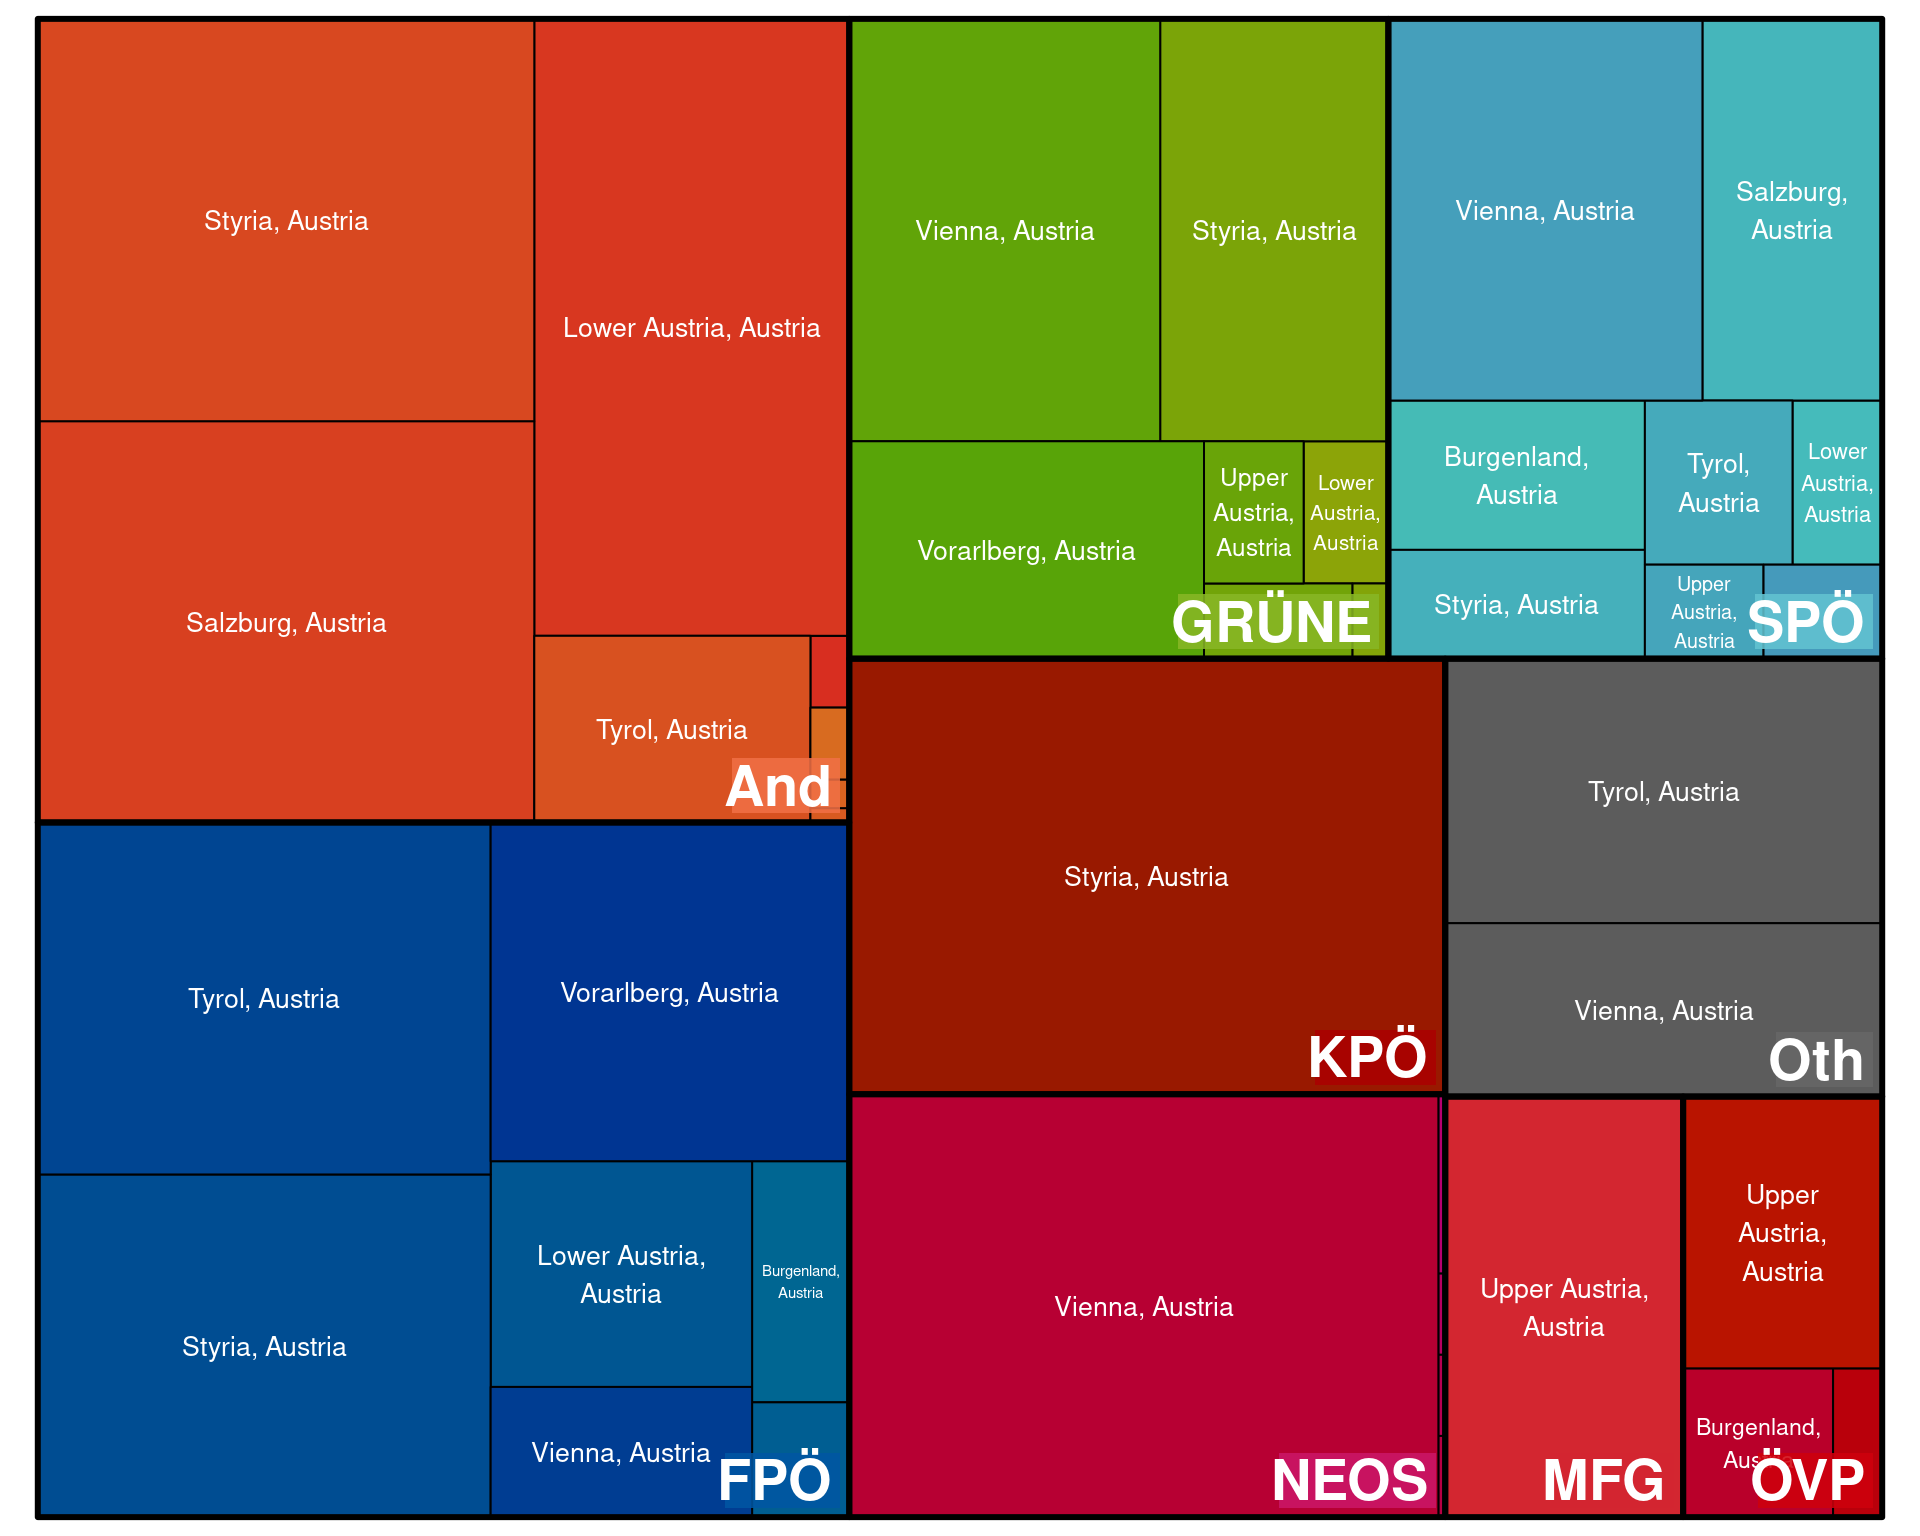 Styria, Austria
Lower Austria, Austria
Salzburg, Austria
Tyrol, Austria
And
Vienna, Austria
Styria, Austria
Vorarlberg, Austria
Upper
Austria,
Austria
Lower
Austria,
Austria
GRÜNE
Vienna, Austria
Salzburg,
Austria
Burgenland,
Austria
Tyrol,
Austria
Lower
Austria,
Austria
Styria, Austria
Upper
Austria,
Austria
SPÖ
Tyrol, Austria
Vorarlberg, Austria
Styria, Austria
Lower Austria,
Austria
Burgenland,
Austria
Vienna, Austria
FPÖ
Styria, Austria
KPÖ
Tyrol, Austria
Vienna, Austria
Oth
Vienna, Austria
NEOS
Upper Austria,
Austria
MFG
Upper
Austria,
Austria
Burgenland,
ÖVP